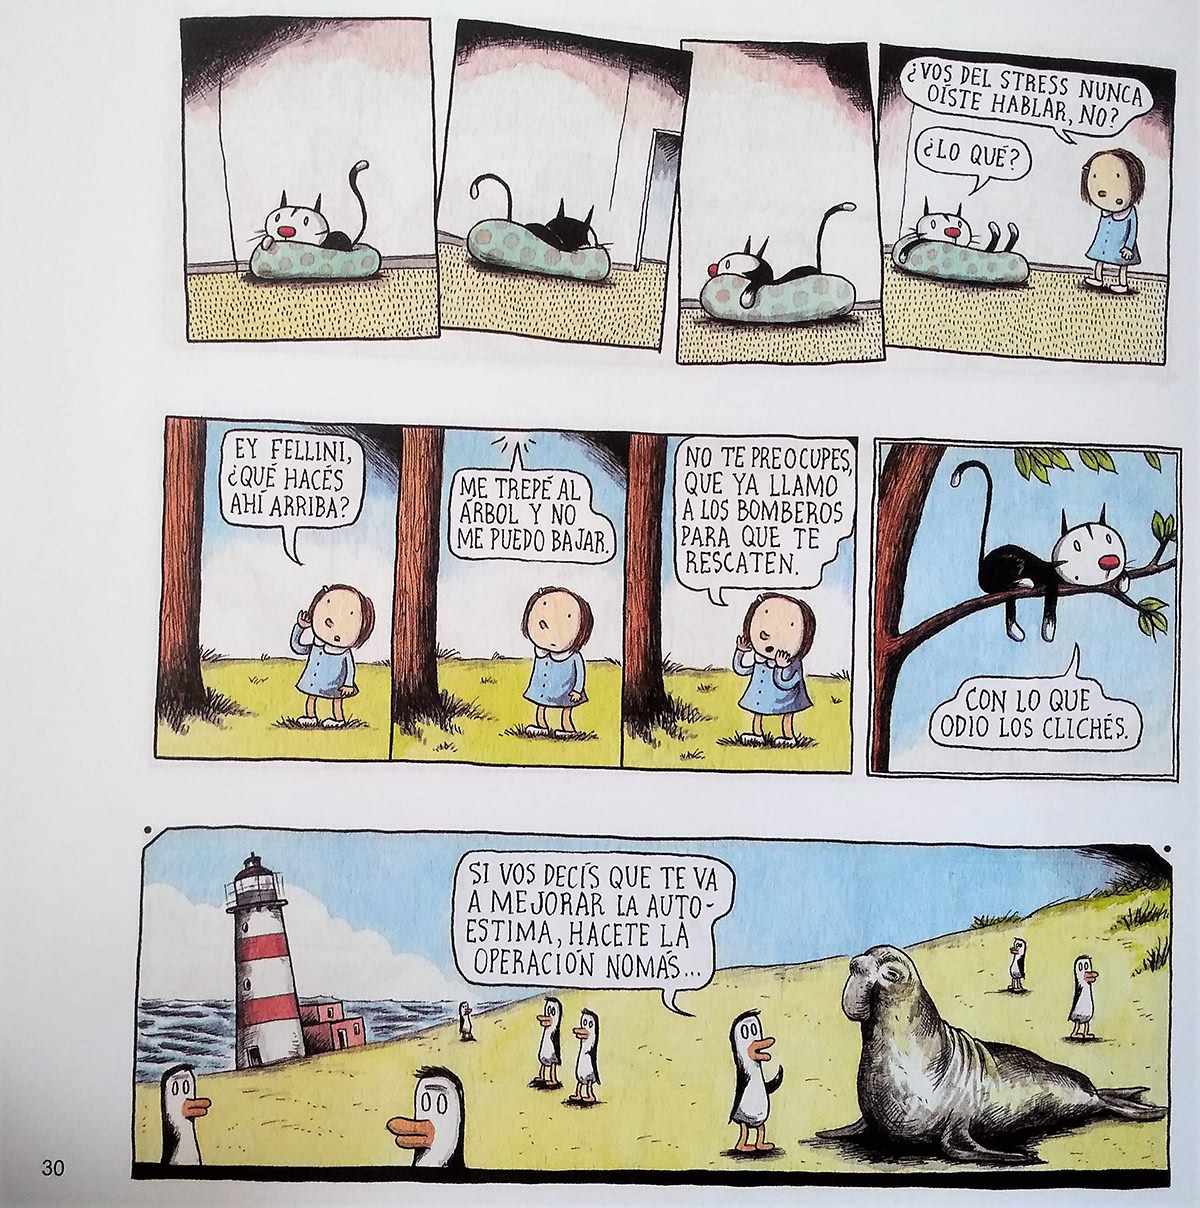 ¿VOS DEL STRESS NUNCA
OÍSTE HABLAR, NO?
¿LO QUÉ?
EY FELLINI,
¿QUÉ HACÉS
AHÍ ARRIBA?
ME TREPÉ AL
ÁRBOL Y NO
ME PUEDO BAJAR.
NO TE PREOCUPES,
QUE YA LLAMO
A LOS BOMBEROS
PARA QUE TE
RESCATEN.
CON LO QUE
ODIO LOS CLICHÉS.
SI VOS DECÍS QUE TE VA
A MEJORAR LA AUTO-
ESTIMA, HACETE LA
OPERACIÓN NOMÁS...
30